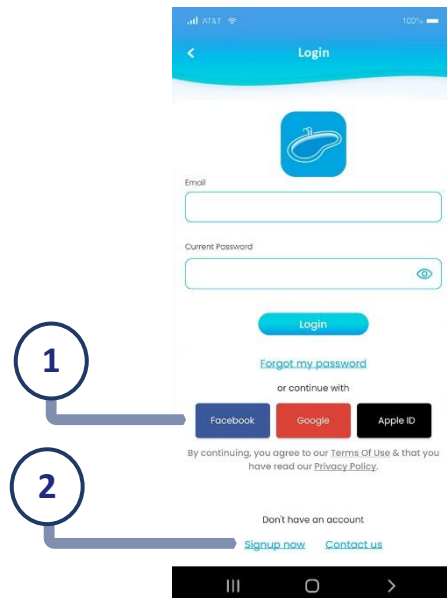 AT&T 100%
Login
Email
Current Password
Login
Forgot my password
or continue with
1
Facebook Google Apple ID
By continuing, you agree to our Terms Of Use & that you
have read our Privacy Policy.
2
Don't have an account
Signup now Contact us